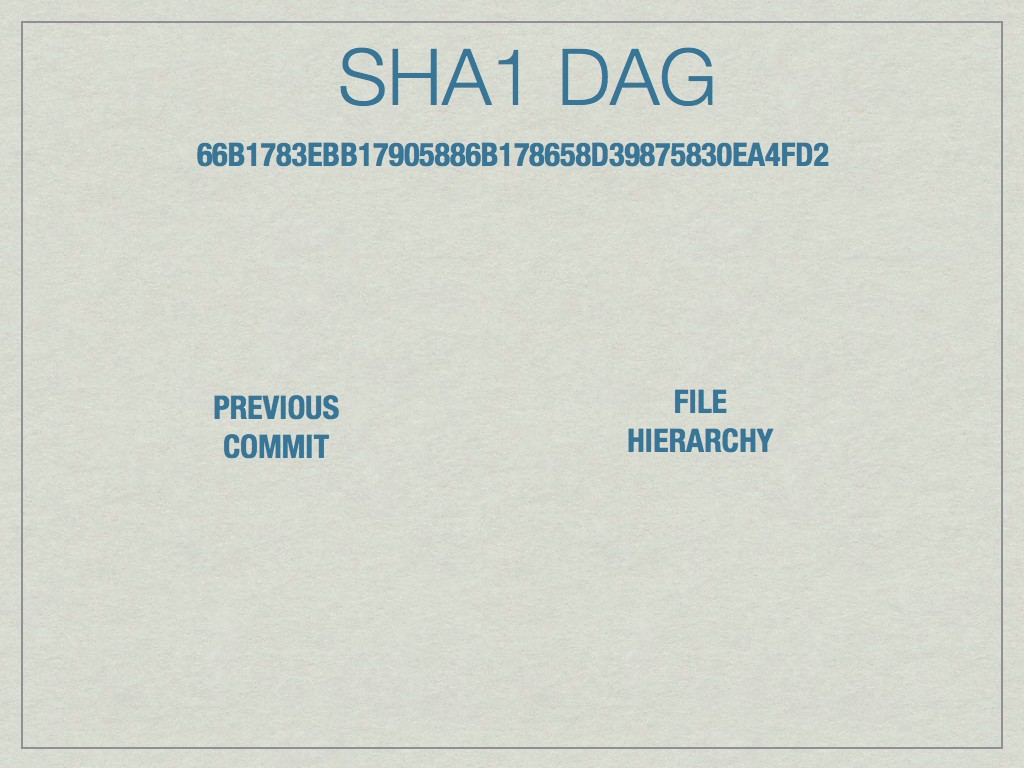 SHA1 DAG
66B1783EBB17905886B178658D39875830EA4FD2
PREVIOUS
COMMIT
FILE
HIERARCHY